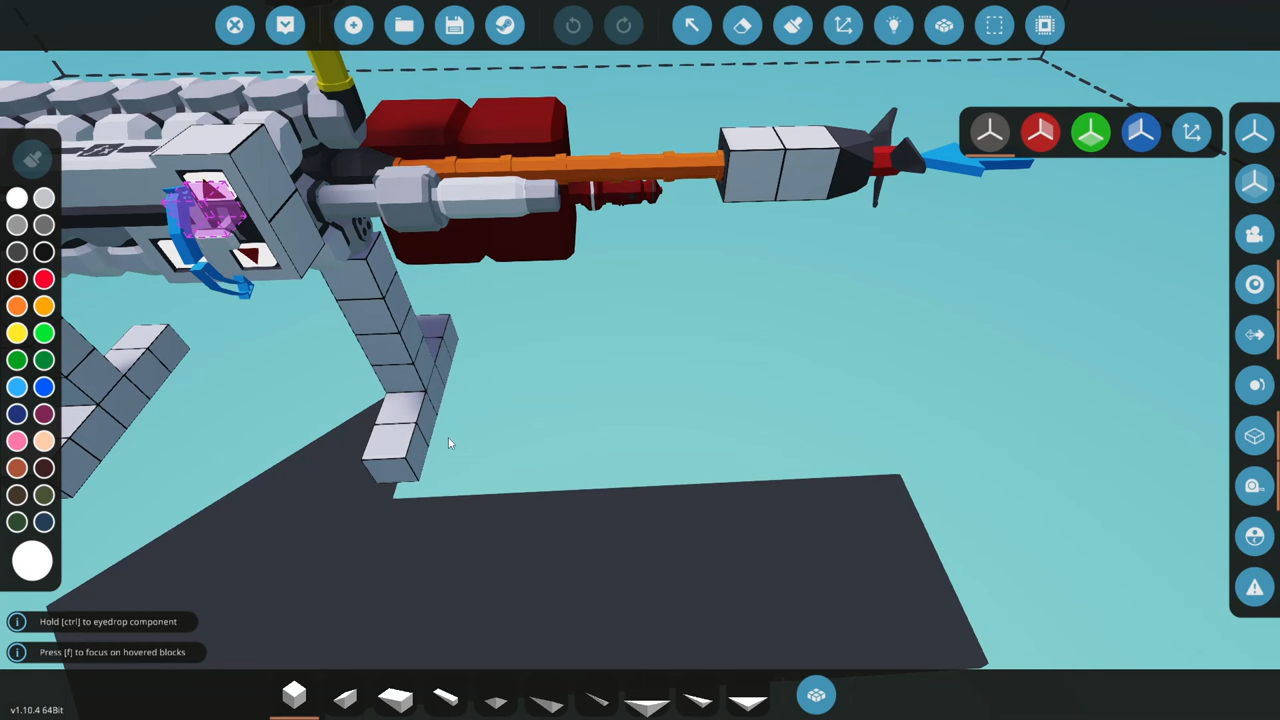 Hold [ctrl] to eyedrop component
Press [f] to focus on hovered blocks
v1.10.4 64Bit